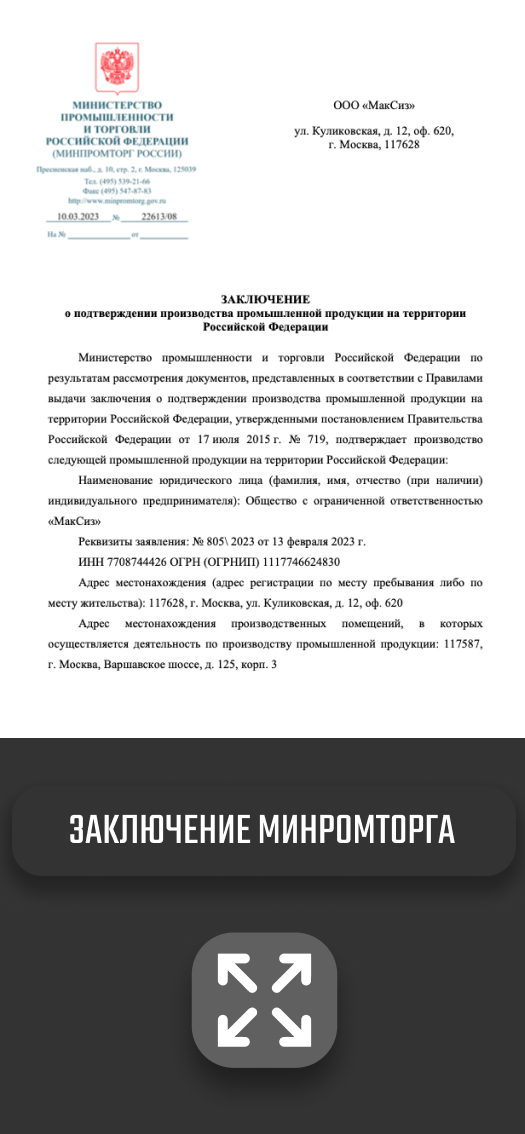 МИНИСТЕРСТВО
ПРОМЫШЛЕННОСТИ
И ТОРГОВЛИ
РОССИЙСКОЙ ФЕДЕРАЦИИ
(МИНПРОМТОРГ РОССИИ)
Пресненская наб., д. 10, стр. 2, г. Москва, 125039
Тел. (495) 539-21-66
Факс (495) 547-87-83
http://www.minpromtorg.gov.ru
10.03.2023 № 22613/08
На № от
ООО «МакСиз»
ул. Куликовская, д. 12, оф. 620,
г. Москва, 117628
ЗАКЛЮЧЕНИЕ
о подтверждении производства промышленной продукции на территории
Российской Федерации
Министерство промышленности и торговли Российской Федерации по
результатам рассмотрения документов, представленных в соответствии с Правилами
выдачи заключения о подтверждении производства промышленной продукции на
территории Российской Федерации, утвержденными постановлением Правительства
Российской Федерации от 17 июля 2015 г. № 719, подтверждает производство
следующей промышленной продукции на территории Российской Федерации:
Наименование юридического лица (фамилия, имя, отчество (при наличии)
индивидуального предпринимателя): Общество с ограниченной ответственностью
«МакСиз»
Реквизиты заявления: № 805\ 2023 от 13 февраля 2023 г.
ИНН 7708744426 ОГРН (ОГРНИП) 1117746624830
Адрес местонахождения (адрес регистрации по месту пребывания либо по
месту жительства): 117628, г. Москва, ул. Куликовская, д. 12, оф. 620
Адрес местонахождения производственных помещений, в которых
осуществляется деятельность по производству промышленной продукции: 117587,
г. Москва, Варшавское шоссе, д. 125, корп. 3
ЗАКЛЮЧЕНИЕ МИНРОМТОРГА